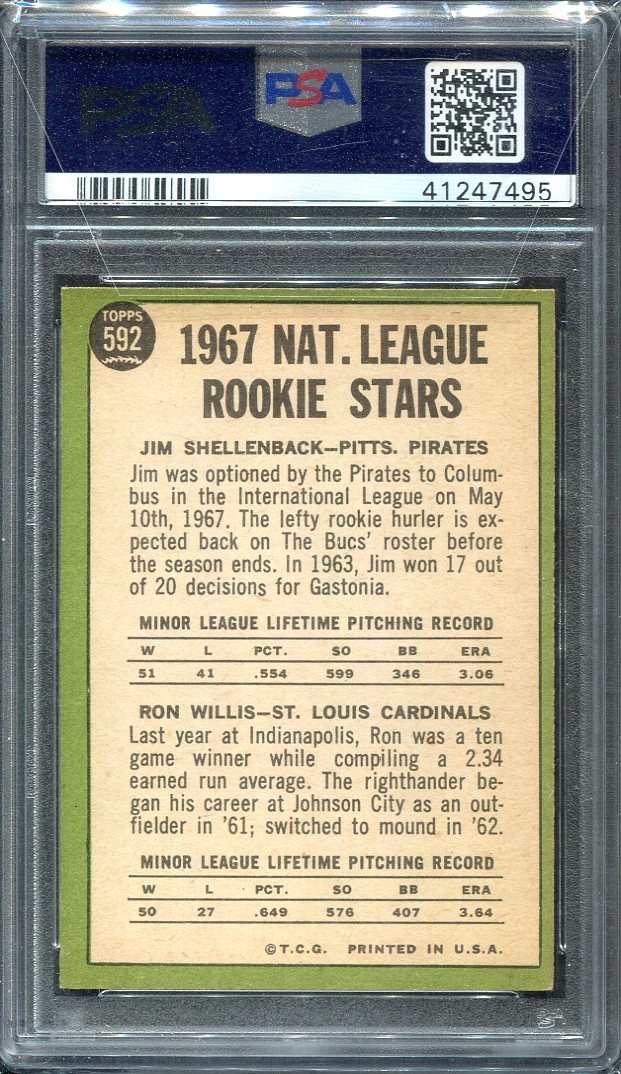 PSA
PSA
41247495
TOPPS
592
1967 NAT. LEAGUE
ROOKIE STARS
JIM SHELLENBACK—PITTS. PIRATES
Jim was optioned by the Pirates to Colum-
bus in the International League on May
10th, 1967. The lefty rookie hurler is ex-
pected back on The Bucs' roster before
the season ends. In 1963, Jim won 17 out
of 20 decisions for Gastonia.
MINOR LEAGUE LIFETIME PITCHING RECORD
W L PCT. SO BB ERA
51 41 .554 599 346 3.06
RON WILLIS—ST. LOUIS CARDINALS
Last year at Indianapolis, Ron was a ten
game winner while compiling a 2.34
earned run average. The righthander be-
gan his career at Johnson City as an out-
fielder in '61; switched to mound in '62.
MINOR LEAGUE LIFETIME PITCHING RECORD
W L PCT. SO BB ERA
50 27 .649 576 407 3.64
©T.C.G. PRINTED IN U.S.A.
PSA